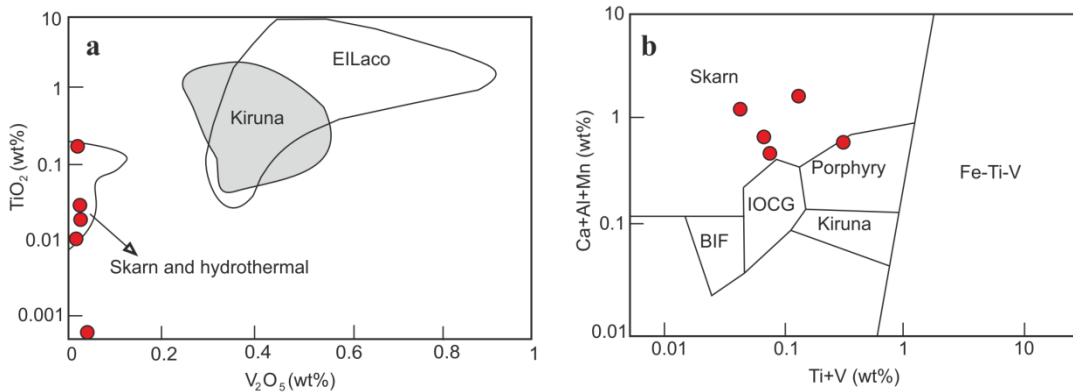 a
10
1
0.1
0.01
0.001
TiO2 (wt%)
EILaco
Kiruna
Skarn and hydrothermal
0 0.2 0.4 0.6 0.8 1
V2O5 (wt%)
b
10
1
0.1
0.01
Ca+Al+Mn (wt%)
Skarn
Porphyry
Fe-Ti-V
IOCG
Kiruna
BIF
0.01 0.1 1 10
Ti+V (wt%)